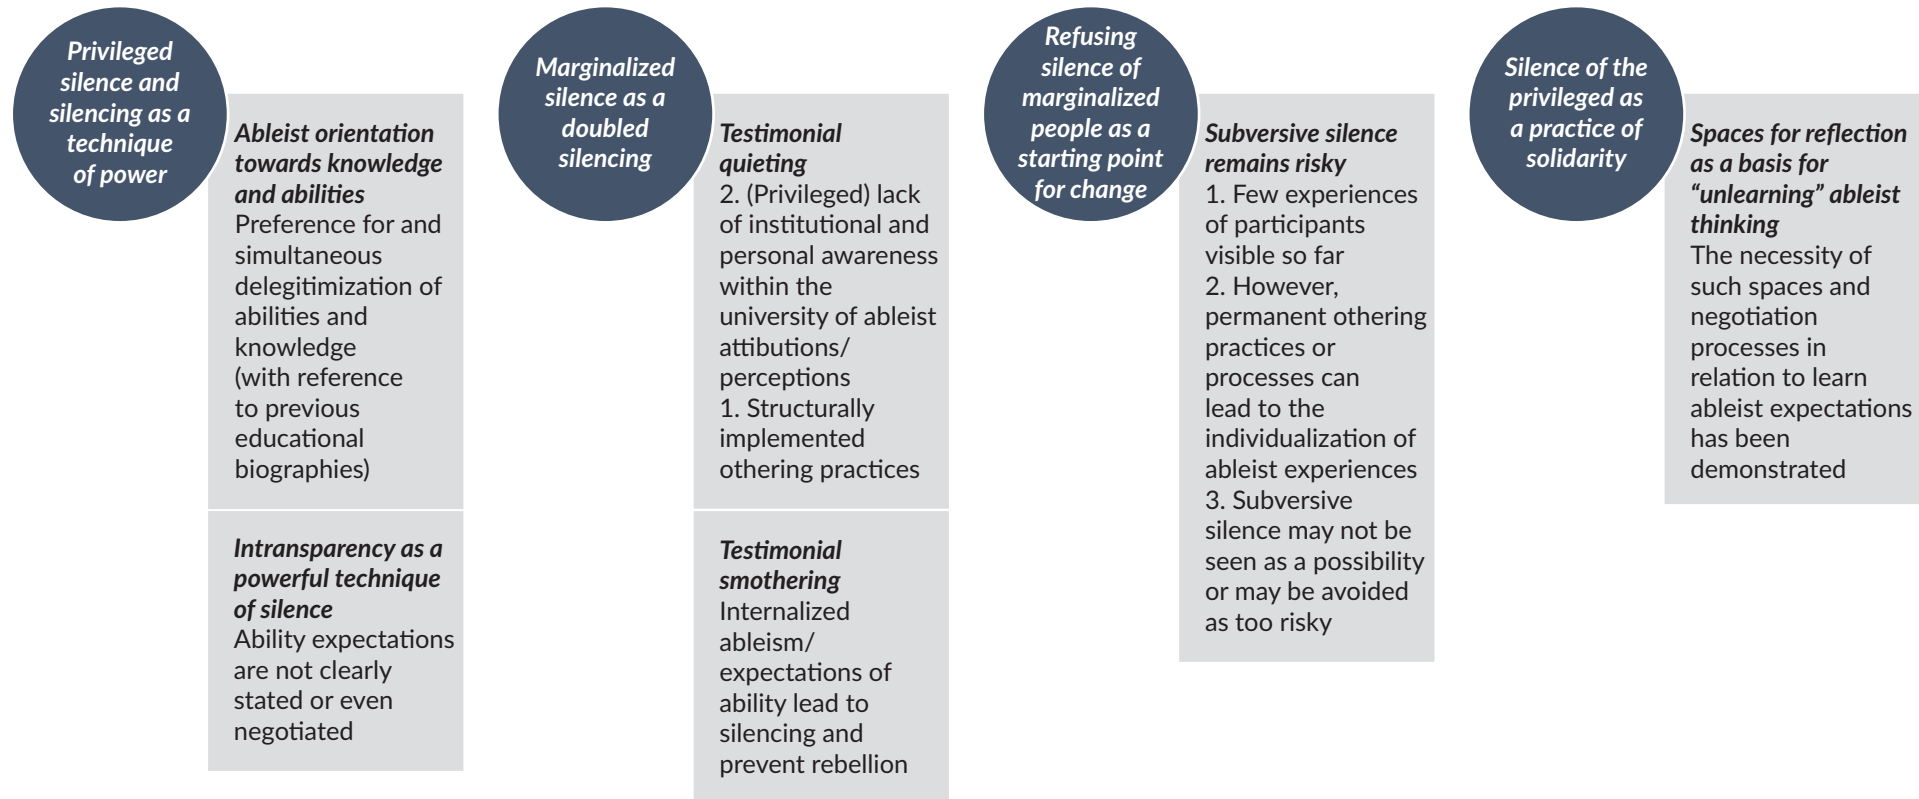 Privileged
silence and
silencing as a
technique
of power
Ableist orientation
towards knowledge
and abilities
Preference for and
simultaneous
delegitimization of
abilities and
knowledge
(with reference
to previous
educational
biographies)
Intransparency as a
powerful technique
of silence
Ability expectations
are not clearly
stated or even
negotiated
Marginalized
silence as a
doubled
silencing
Testimonial
quieting
2. (Privileged) lack
of institutional and
personal awareness
within the
university of ableist
attibutions/
perceptions
1. Structurally
implemented
othering practices
Testimonial
smothering
Internalized
ableism/
expectations of
ability lead to
silencing and
prevent rebellion
Refusing
silence of
marginalized
people as a
starting point
for change
Subversive silence
remains risky
1. Few experiences
of participants
visible so far
2. However,
permanent othering
practices or
processes can
lead to the
individualization of
ableist experiences
3. Subversive
silence may not be
seen as a possibility
or may be avoided
as too risky
Silence of the
privileged as
a practice of
solidarity
Spaces for reflection
as a basis for
“unlearning” ableist
thinking
The necessity of
such spaces and
negotiation
processes in
relation to learn
ableist expectations
has been
demonstrated